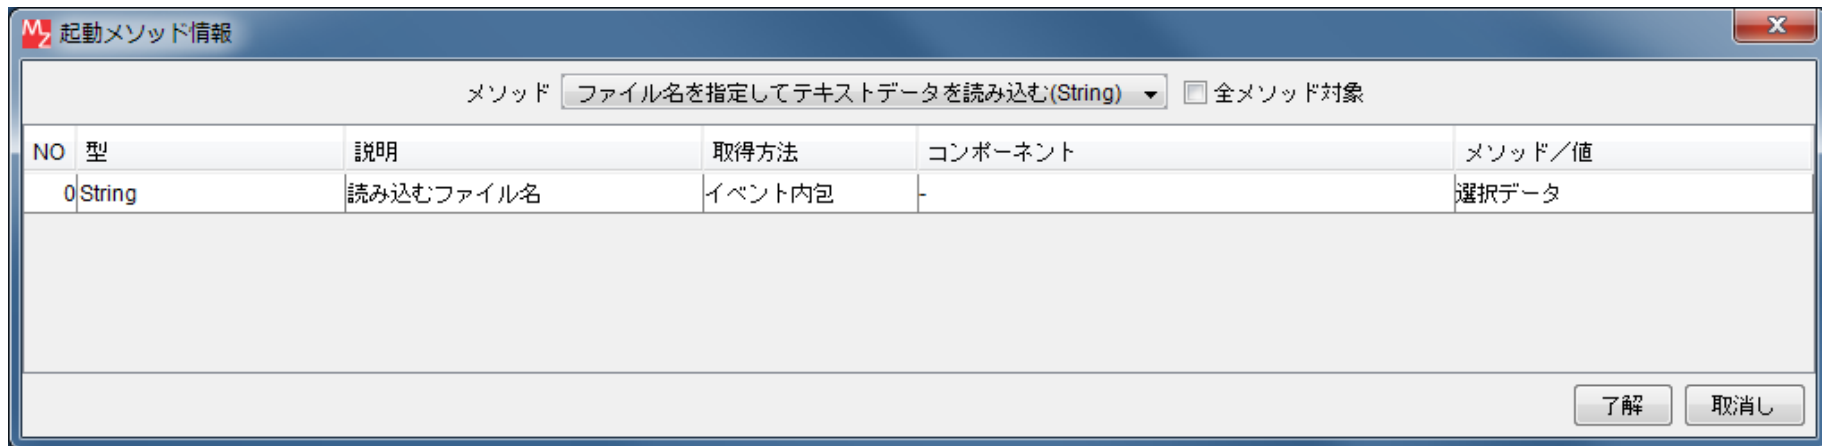 MZ 起動メソッド情報
メソッド ファイル名を指定してテキストデータを読み込む(String) 全メソッド対象
NO 型 説明 取得方法 コンポーネント メソッド／値
0 String 読み込むファイル名 イベント内包 - 選択データ
了解 取消し